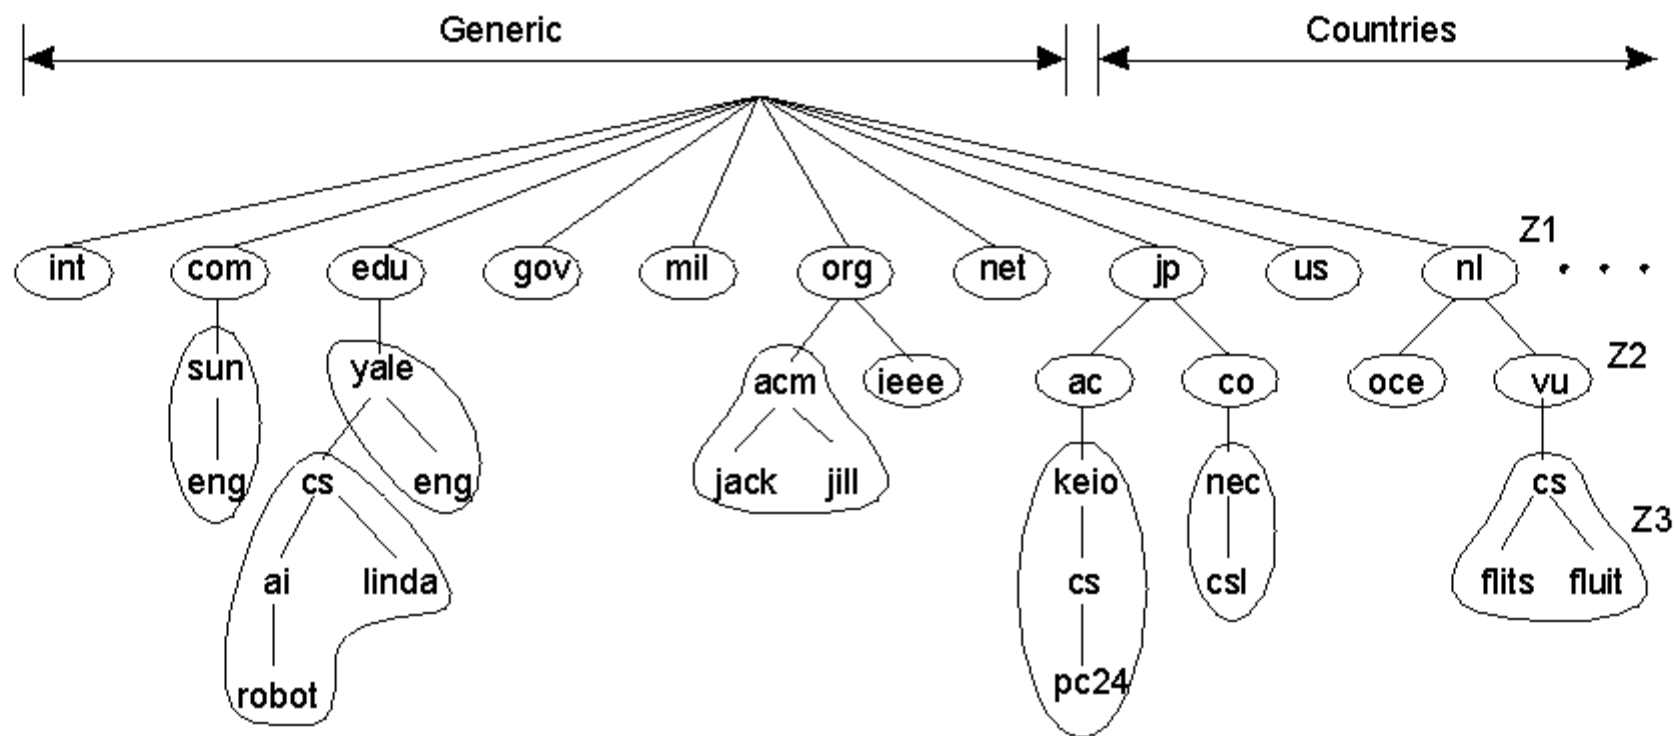 Generic Countries
Z1
int com edu gov mil org net jp us nl . . .
Z2
sun yale acm ieee ac co oce vu
eng cs eng jack jill keio nec cs
Z3
ai linda cs csl flits fluit
robot pc24